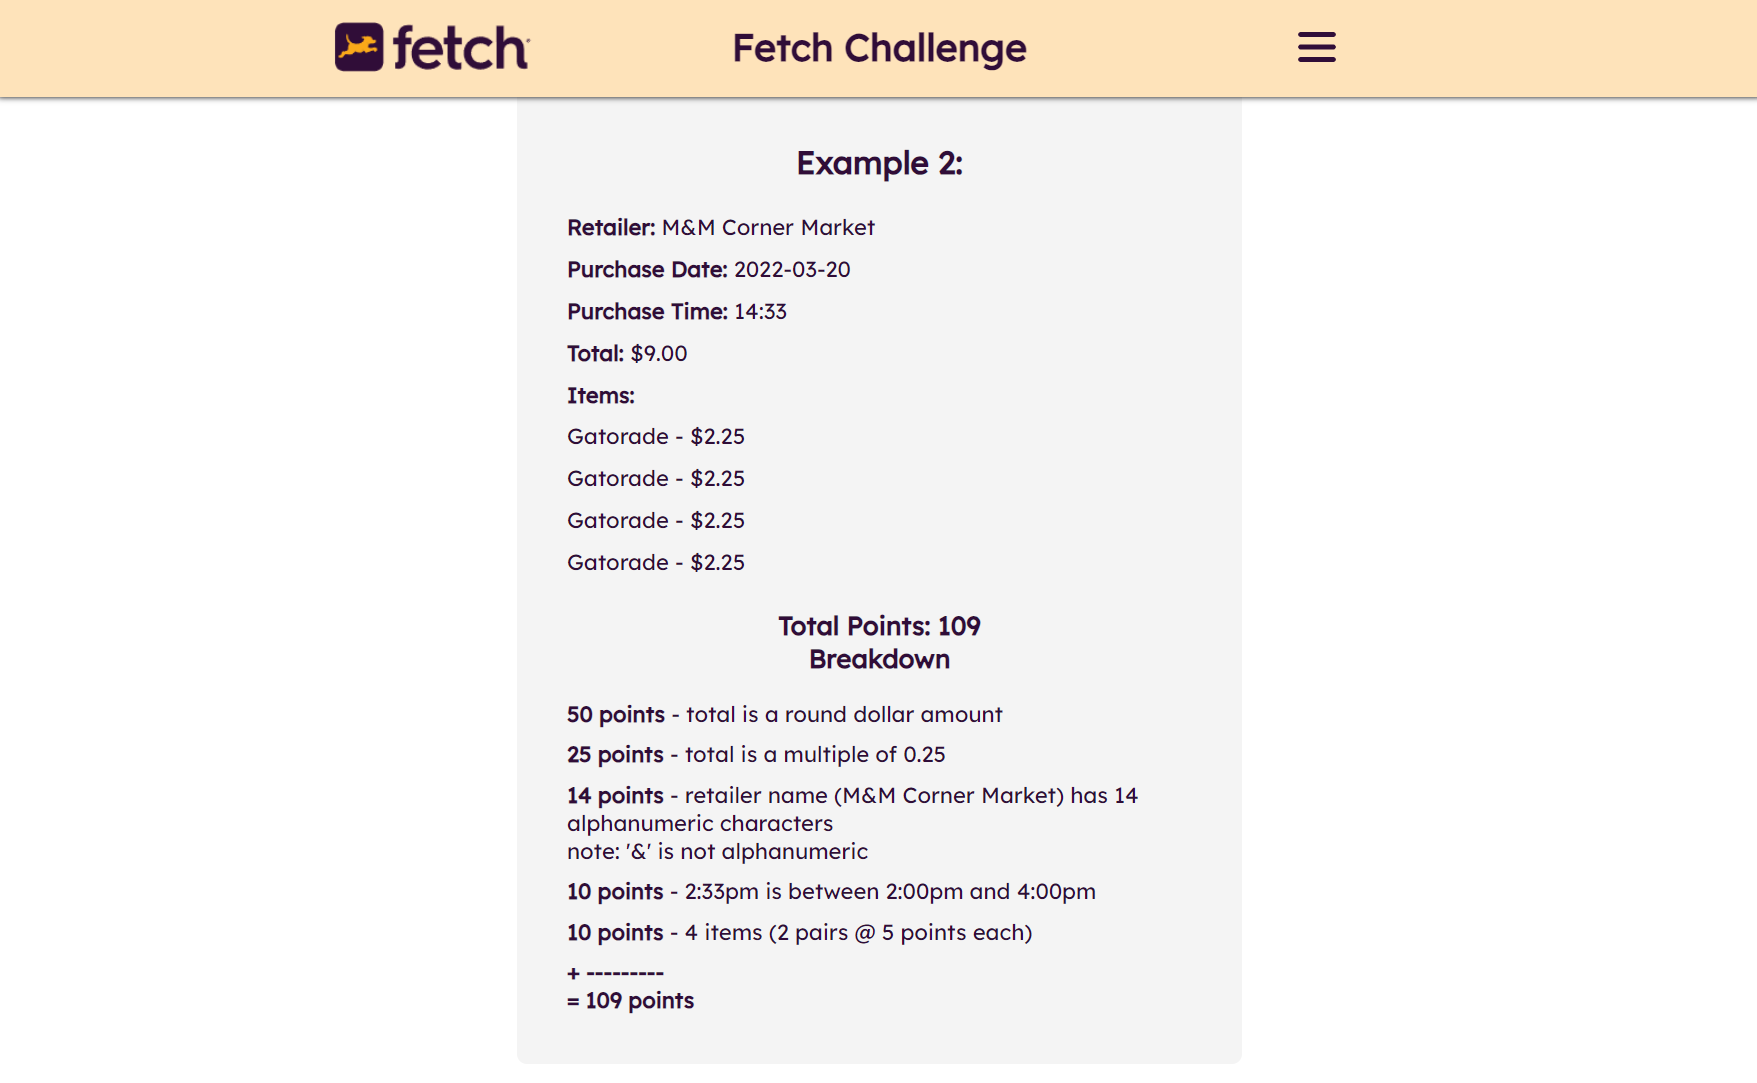 fetch
Fetch Challenge
Example 2:
Retailer: M&M Corner Market
Purchase Date: 2022-03-20
Purchase Time: 14:33
Total: $9.00
Items:
Gatorade - $2.25
Gatorade - $2.25
Gatorade - $2.25
Gatorade - $2.25
Total Points: 109
Breakdown
50 points - total is a round dollar amount
25 points - total is a multiple of 0.25
14 points - retailer name (M&M Corner Market) has 14
alphanumeric characters
note: '&' is not alphanumeric
10 points - 2:33pm is between 2:00pm and 4:00pm
10 points - 4 items (2 pairs @ 5 points each)
+ ---------
= 109 points